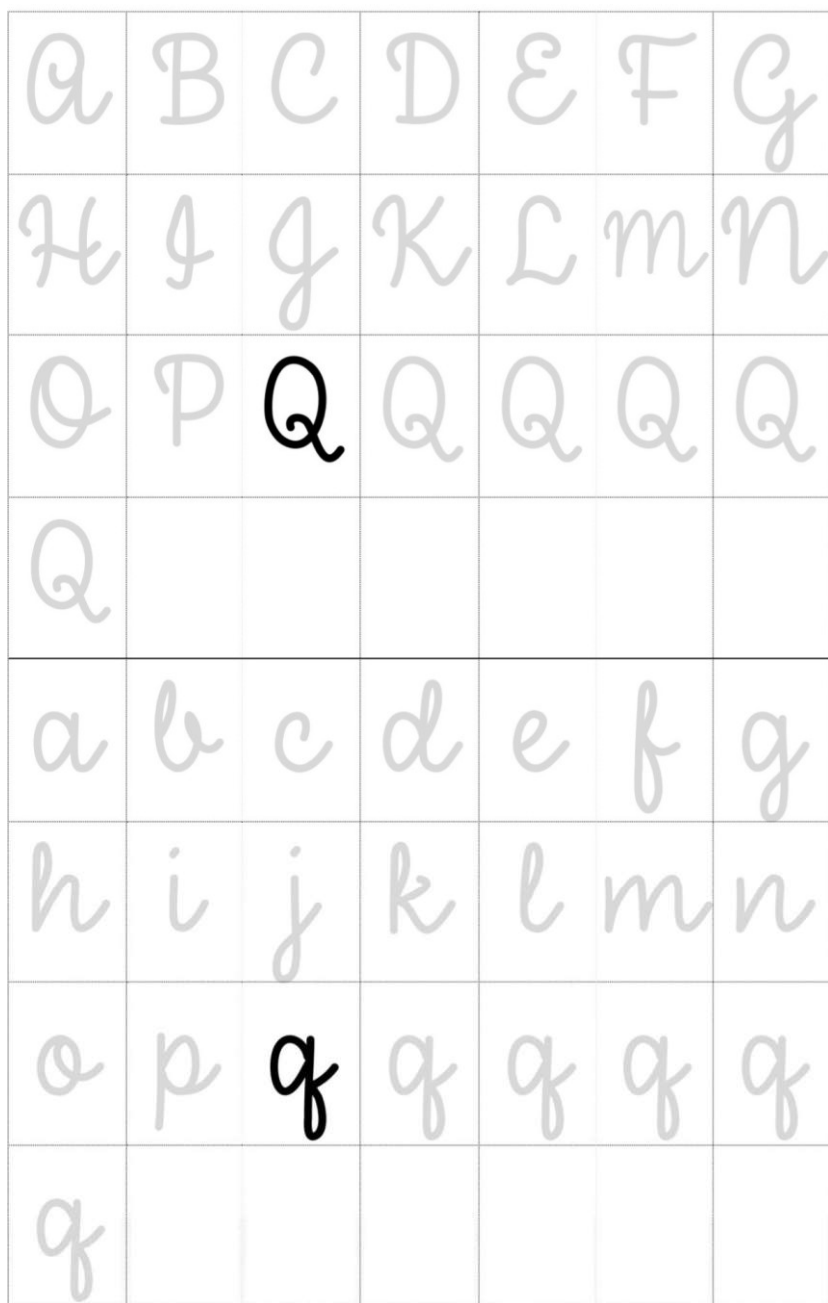 A B C D E F G
H I J K L M N
O P Q Q Q Q Q
Q
a b c d e f g
h i j k l m n
o p q q q q q
q